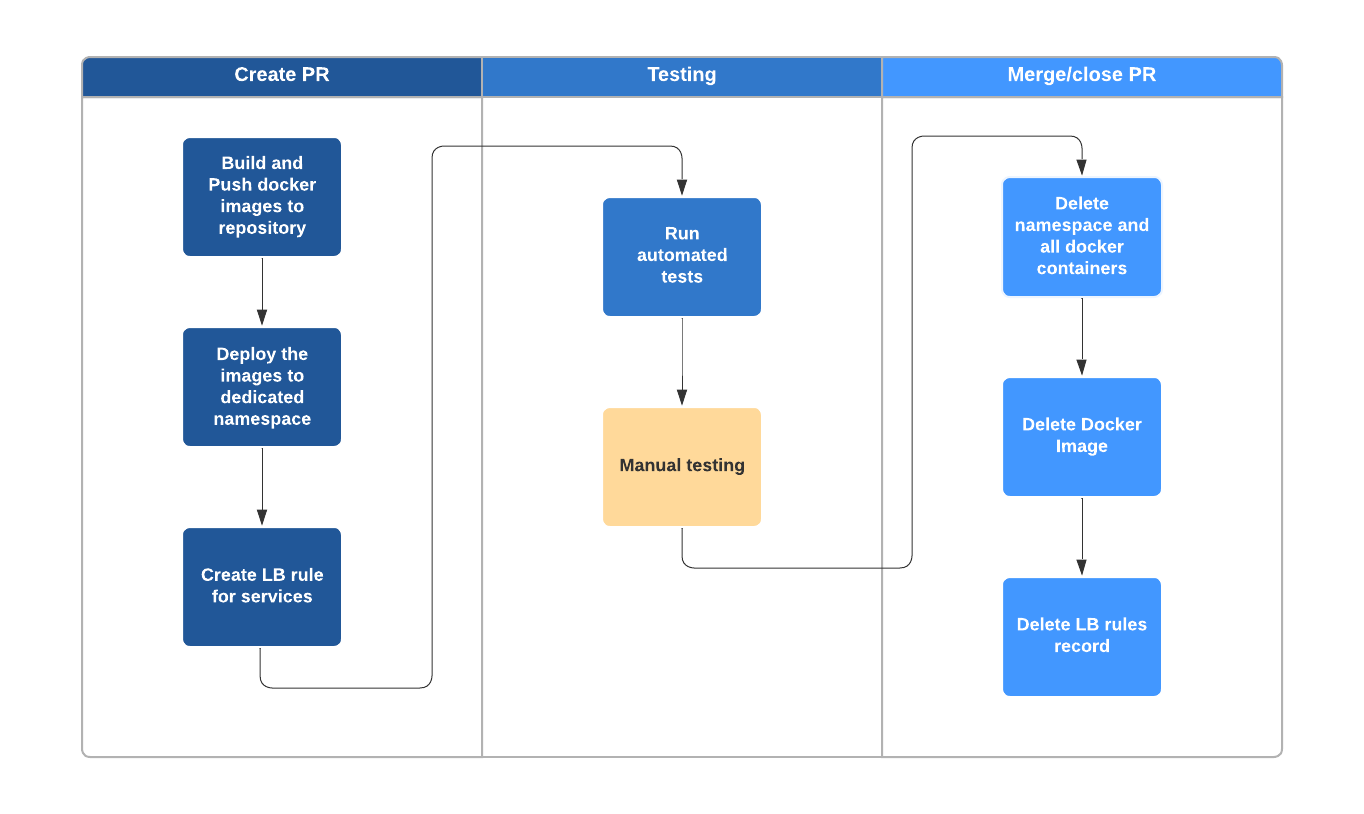 Create PR
Testing
Merge/close PR
Build and
Push docker
images to
repository
Deploy the
images to
dedicated
namespace
Create LB rule
for services
Run
automated
tests
Manual testing
Delete
namespace and
all docker
containers
Delete Docker
Image
Delete LB rules
record